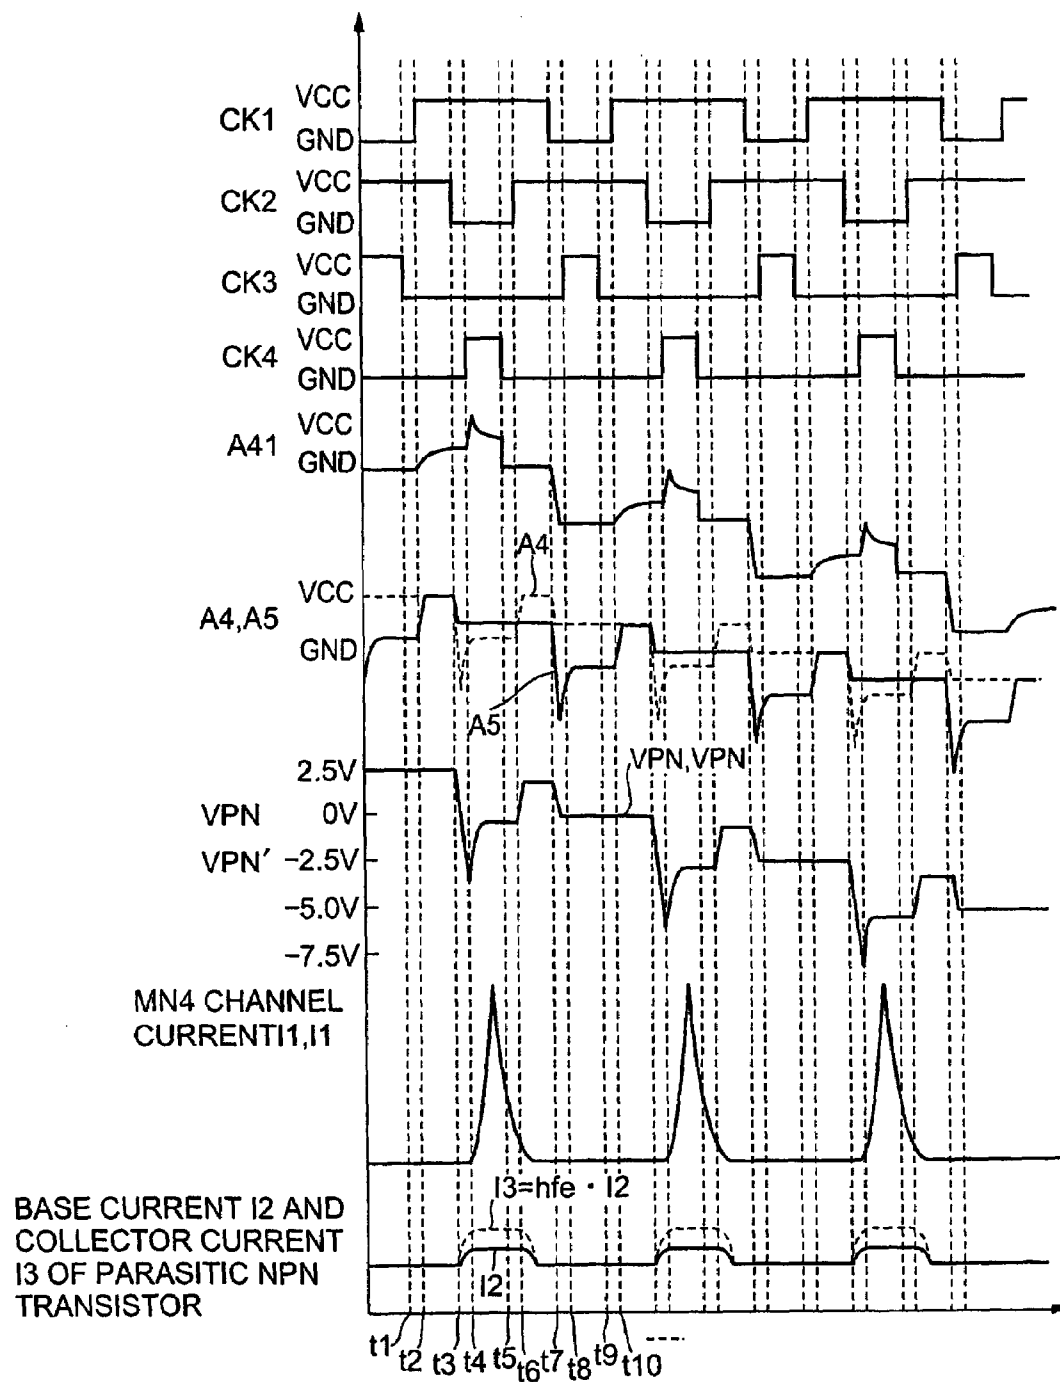 CK1 VCC
GND
CK2 VCC
GND
CK3 VCC
GND
CK4 VCC
GND
A41 VCC
GND
A4
A4,A5 VCC
GND
A5
VPN,VPN
2.5V
VPN 0V
VPN′ −2.5V
−5.0V
−7.5V
MN4 CHANNEL
CURRENTI1,I1
I3=hfe · I2
BASE CURRENT I2 AND
COLLECTOR CURRENT
I3 OF PARASITIC NPN
TRANSISTOR
I2
t1 t2 t3 t4 t5 t6 t7 t8 t9 t10